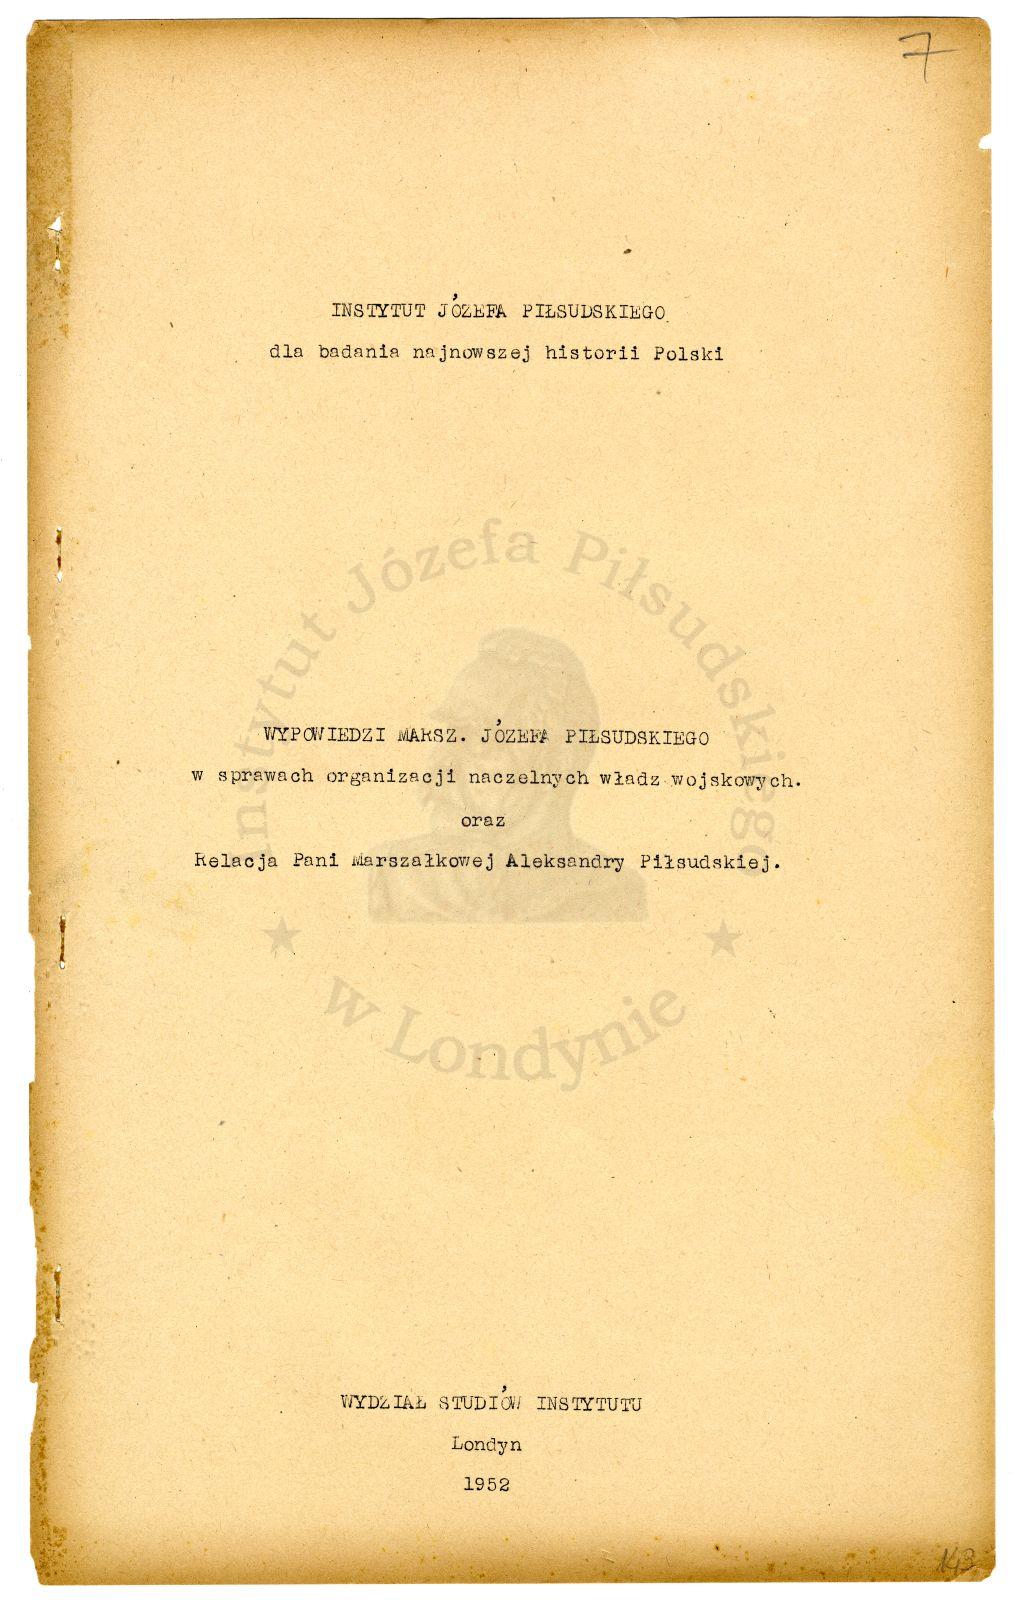 7
INSTYTUT JÓZEFA PIŁSUDSKIEGO
dla badania najnowszej historii Polski
Instytut Józefa Piłsudskiego
WYPOWIEDZI MARSZ. JÓZEFA PIŁSUDSKIEGO
w sprawach organizacji naczelnych władz wojskowych.
oraz
Relacja Pani Marszałkowej Aleksandry Piłsudskiej.
w Londynie
WYDZIAŁ STUDIÓW INSTYTUTU
Londyn
1952
143